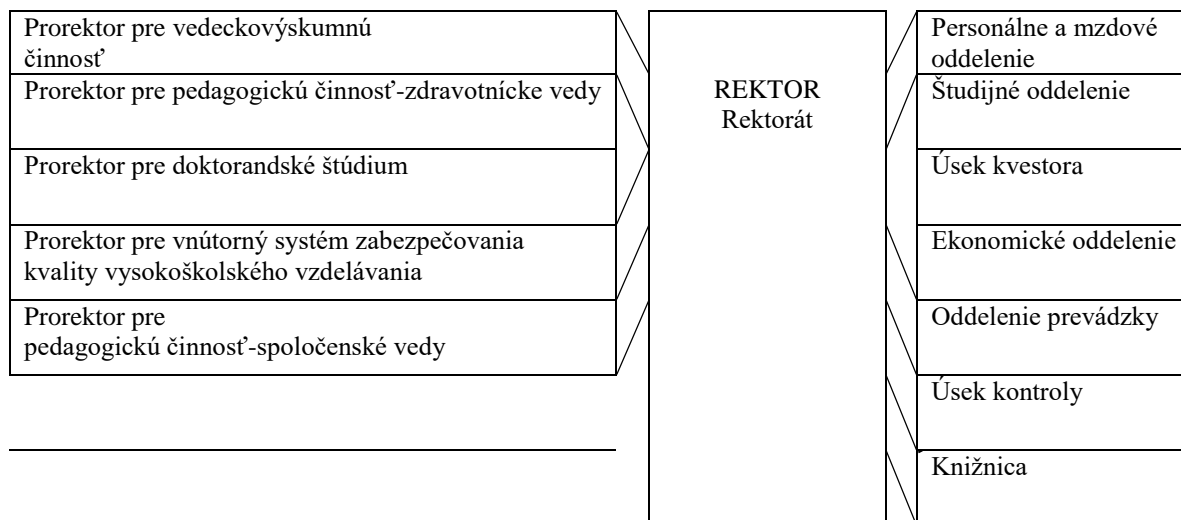 Prorektor pre vedeckovýskumnú
činnosť
Prorektor pre pedagogickú činnosť-zdravotnícke vedy
Prorektor pre doktorandské štúdium
Prorektor pre vnútorný systém zabezpečovania
kvality vysokoškolského vzdelávania
Prorektor pre
pedagogickú činnosť-spoločenské vedy
REKTOR
Rektorát
Personálne a mzdové
oddelenie
Študijné oddelenie
Úsek kvestora
Ekonomické oddelenie
Oddelenie prevádzky
Úsek kontroly
Knižnica